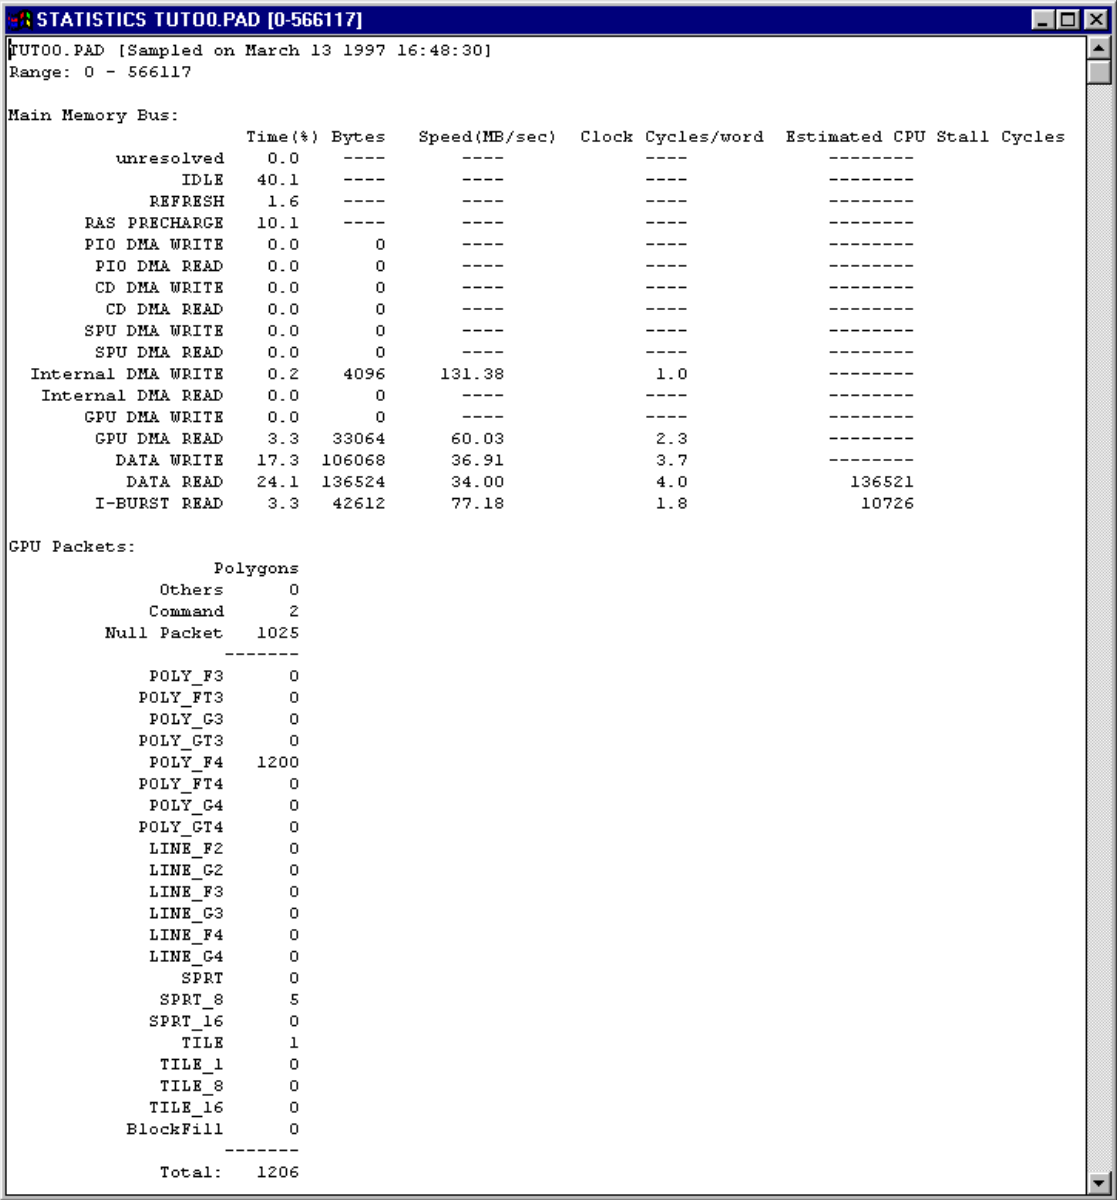 STATISTICS TUT00.PAD [0-566117]
TUT00.PAD [Sampled on March 13 1997 16:48:30]
Range: 0 - 566117
Main Memory Bus:
Time(%) Bytes Speed(MB/sec) Clock Cycles/word Estimated CPU Stall Cycles
unresolved 0.0 ---- ---- ---- --------
IDLE 40.1 ---- ---- ---- --------
REFRESH 1.6 ---- ---- ---- --------
RAS PRECHARGE 10.1 ---- ---- ---- --------
PIO DMA WRITE 0.0 0 ---- ---- --------
PIO DMA READ 0.0 0 ---- ---- --------
CD DMA WRITE 0.0 0 ---- ---- --------
CD DMA READ 0.0 0 ---- ---- --------
SPU DMA WRITE 0.0 0 ---- ---- --------
SPU DMA READ 0.0 0 ---- ---- --------
Internal DMA WRITE 0.2 4096 131.38 1.0 --------
Internal DMA READ 0.0 0 ---- ---- --------
GPU DMA WRITE 0.0 0 ---- ---- --------
GPU DMA READ 3.3 33064 60.03 2.3 --------
DATA WRITE 17.3 106068 36.91 3.7 --------
DATA READ 24.1 136524 34.00 4.0 136521
I-BURST READ 3.3 42612 77.18 1.8 10726
GPU Packets:
Polygons
Others 0
Command 2
Null Packet 1025
-------
POLY_F3 0
POLY_FT3 0
POLY_G3 0
POLY_GT3 0
POLY_F4 1200
POLY_FT4 0
POLY_G4 0
POLY_GT4 0
LINE_F2 0
LINE_G2 0
LINE_F3 0
LINE_G3 0
LINE_F4 0
LINE_G4 0
SPRT 0
SPRT_8 5
SPRT_16 0
TILE 1
TILE_1 0
TILE_8 0
TILE_16 0
BlockFill 0
-------
Total: 1206